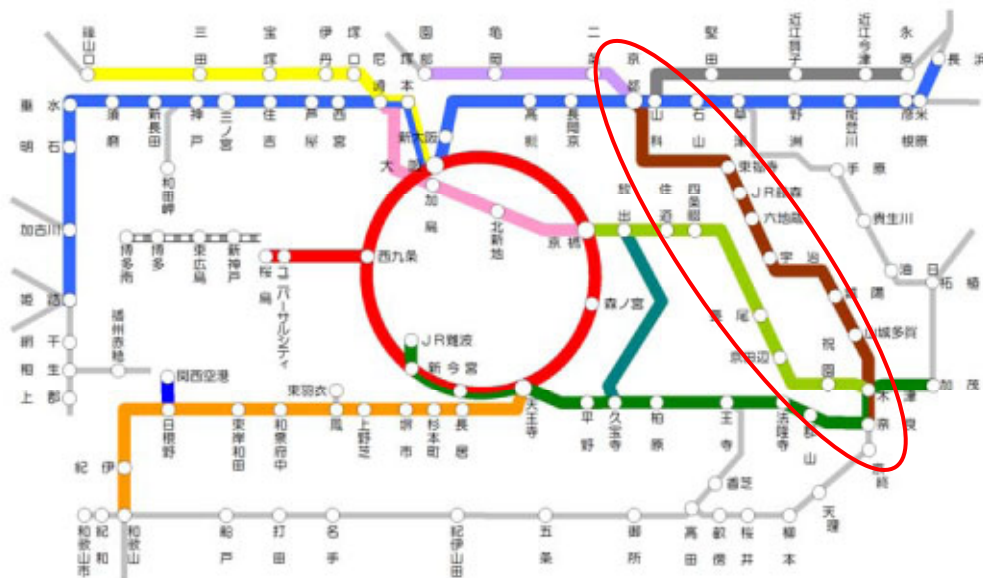 篠山口
三田
宝塚
伊丹
塚口
尼崎
塚本
園部
亀岡
二条
京都
堅田
近江舞子
近江今津
永原
長浜
垂水
須磨
新長田
神戸
三ノ宮
住吉
芦屋
西宮
新大阪
高槻
長岡京
山科
石山
草津
野洲
能登川
彦根
米原
明石
和田岬
大阪
加島
北新地
京橋
放出
住道
四条畷
東福寺
JR藤森
六地蔵
宇治
城陽
山城多賀
手原
貴生川
油日
柘植
加古川
博多南
博多
東広島
新神戸
桜島
ユニバーサルシティ
西九条
森ノ宮
長尾
京田辺
祝園
木津
加茂
奈良
姫路
網干
播州赤穂
相生
上郡
関西空港
JR難波
新今宮
東羽衣
天王寺
平野
久宝寺
柏原
王寺
法隆寺
郡山
京終
日根野
東岸和田
和泉府中
鳳
上野芝
堺市
杉本町
長居
紀伊
香芝
天理
和歌山市
紀和
和歌山
船戸
打田
名手
紀伊山田
五条
御所
高田
畝傍
桜井
柳本